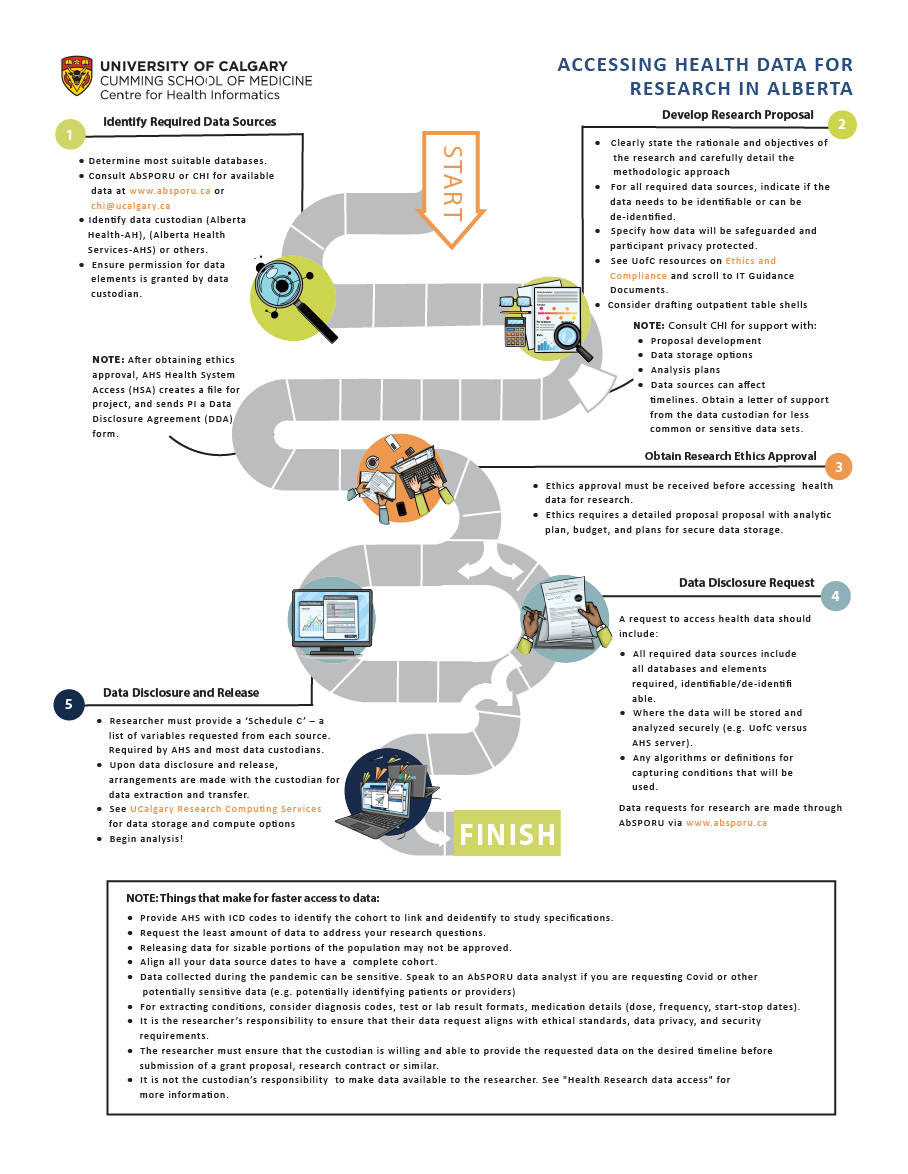 UNIVERSITY OF CALGARY
CUMMING SCHOOL OF MEDICINE
Centre for Health Informatics
ACCESSING HEALTH DATA FOR
RESEARCH IN ALBERTA
1
Identify Required Data Sources
• Determine most suitable databases.
• Consult AbSPORU or CHI for available
data at www.absporu.ca or
chi@ucalgary.ca
• Identify data custodian (Alberta
Health-AH), (Alberta Health
Services-AHS) or others.
• Ensure permission for data
elements is granted by data
custodian.
START
Develop Research Proposal
2
• Clearly state the rationale and objectives of
the research and carefully detail the
methodologic approach
• For all required data sources, indicate if the
data needs to be identifiable or can be
de-identified.
• Specify how data will be safeguarded and
participant privacy protected.
• See UofC resources on Ethics and
Compliance and scroll to IT Guidance
Documents.
• Consider drafting outpatient table shells
NOTE: Consult CHI for support with:
• Proposal development
• Data storage options
• Analysis plans
• Data sources can affect
timelines. Obtain a letter of support
from the data custodian for less
common or sensitive data sets.
NOTE: After obtaining ethics
approval, AHS Health System
Access (HSA) creates a file for
project, and sends PI a Data
Disclosure Agreement (DDA)
form.
Obtain Research Ethics Approval
3
• Ethics approval must be received before accessing health
data for research.
• Ethics requires a detailed proposal proposal with analytic
plan, budget, and plans for secure data storage.
Data Disclosure Request
4
A request to access health data should
include:
• All required data sources include
all databases and elements
required, identifiable/de-identifi
able.
• Where the data will be stored and
analyzed securely (e.g. UofC versus
AHS server).
• Any algorithms or definitions for
capturing conditions that will be
used.
Data requests for research are made through
AbSPORU via www.absporu.ca
5
Data Disclosure and Release
• Researcher must provide a ‘Schedule C’ – a
list of variables requested from each source.
Required by AHS and most data custodians.
• Upon data disclosure and release,
arrangements are made with the custodian for
data extraction and transfer.
• See UCalgary Research Computing Services
for data storage and compute options
• Begin analysis!
FINISH
NOTE: Things that make for faster access to data:
• Provide AHS with ICD codes to identify the cohort to link and deidentify to study specifications.
• Request the least amount of data to address your research questions.
• Releasing data for sizable portions of the population may not be approved.
• Align all your data source dates to have a complete cohort.
• Data collected during the pandemic can be sensitive. Speak to an AbSPORU data analyst if you are requesting Covid or other
potentially sensitive data (e.g. potentially identifying patients or providers)
• For extracting conditions, consider diagnosis codes, test or lab result formats, medication details (dose, frequency, start-stop dates).
• It is the researcher’s responsibility to ensure that their data request aligns with ethical standards, data privacy, and security
requirements.
• The researcher must ensure that the custodian is willing and able to provide the requested data on the desired timeline before
submission of a grant proposal, research contract or similar.
• It is not the custodian’s responsibility to make data available to the researcher. See "Health Research data access" for
more information.